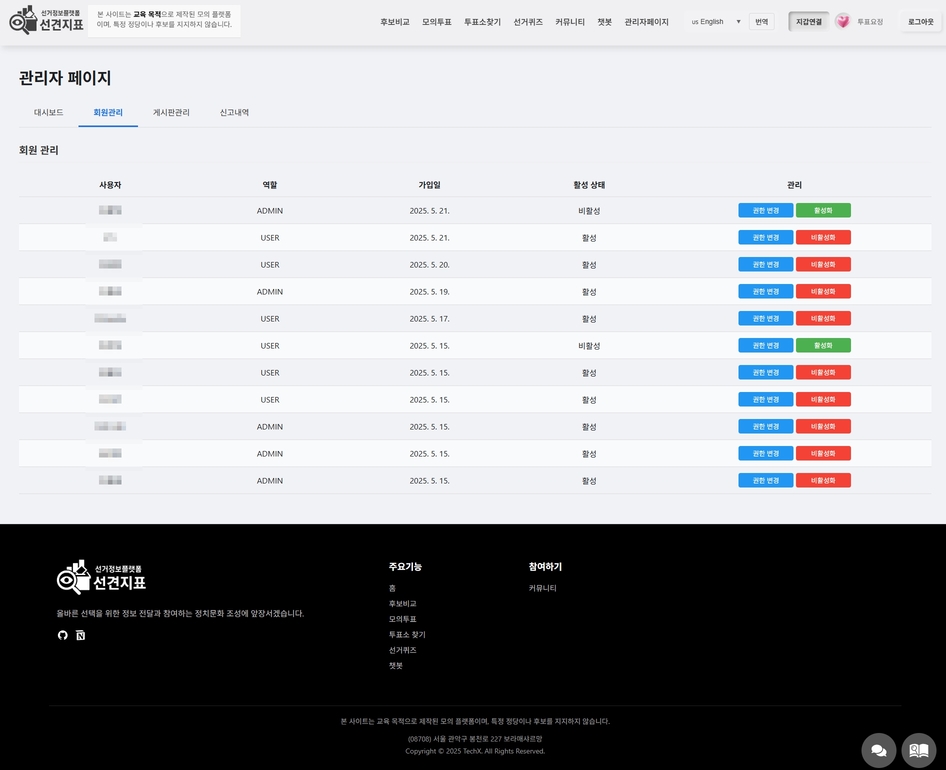 선거정보플랫폼
선견지표
본 사이트는 교육 목적으로 제작된 모의 플랫폼
이며, 특정 정당이나 후보를 지지하지 않습니다.
후보비교 모의투표 투표소찾기 선거퀴즈 커뮤니티 챗봇 관리자페이지 us English 번역 지갑연결 투표요정 로그아웃
관리자 페이지
대시보드 회원관리 게시판관리 신고내역
회원 관리
사용자 역할 가입일 활성 상태 관리
ADMIN 2025. 5. 21. 비활성 권한 변경 활성화
USER 2025. 5. 21. 활성 권한 변경 비활성화
USER 2025. 5. 20. 활성 권한 변경 비활성화
ADMIN 2025. 5. 19. 활성 권한 변경 비활성화
USER 2025. 5. 17. 활성 권한 변경 비활성화
USER 2025. 5. 15. 비활성 권한 변경 활성화
USER 2025. 5. 15. 활성 권한 변경 비활성화
USER 2025. 5. 15. 활성 권한 변경 비활성화
ADMIN 2025. 5. 15. 활성 권한 변경 비활성화
ADMIN 2025. 5. 15. 활성 권한 변경 비활성화
ADMIN 2025. 5. 15. 활성 권한 변경 비활성화
선거정보플랫폼
선견지표
올바른 선택을 위한 정보 전달과 참여하는 정치문화 조성에 앞장서겠습니다.
주요기능
홈
후보비교
모의투표
투표소 찾기
선거퀴즈
챗봇
참여하기
커뮤니티
본 사이트는 교육 목적으로 제작된 모의 플랫폼이며, 특정 정당이나 후보를 지지하지 않습니다.
(08708) 서울 관악구 봉천로 227 보라매샤르망
Copyright © 2025 TechX. All Rights Reserved.